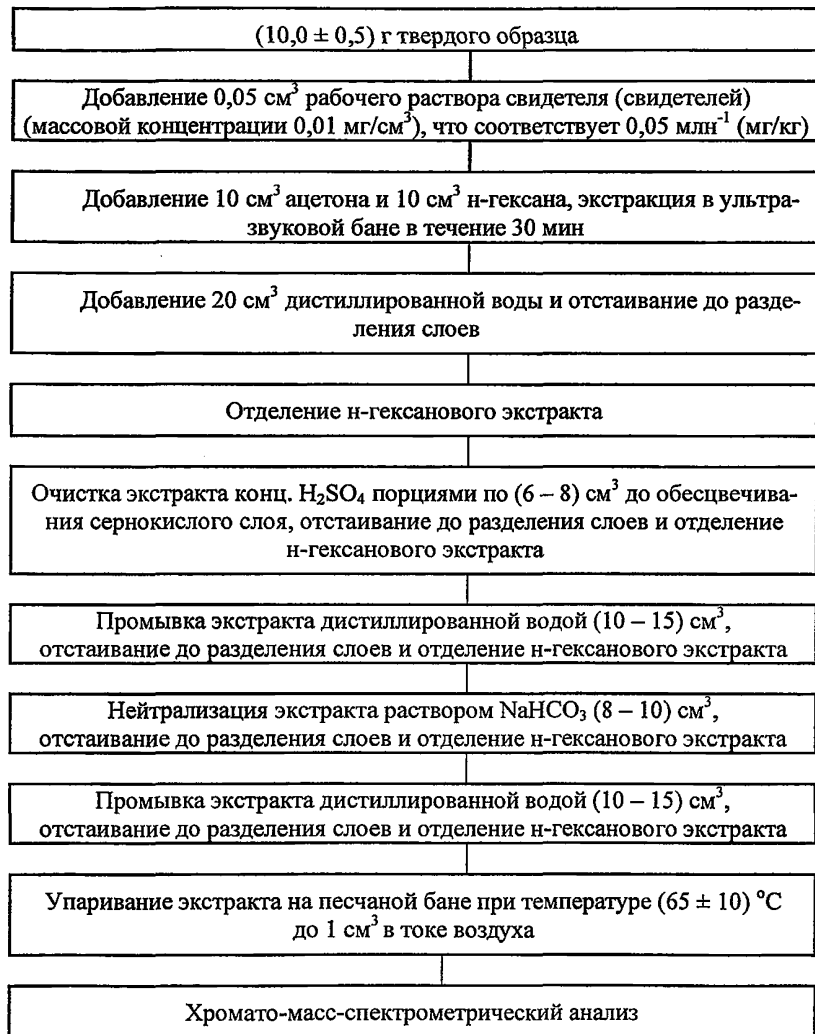 (10,0 ± 0,5) г твердого образца
Добавление 0,05 см³ рабочего раствора свидетеля (свидетелей)
(массовой концентрации 0,01 мг/см³), что соответствует 0,05 млн⁻¹ (мг/кг)
Добавление 10 см³ ацетона и 10 см³ н-гексана, экстракция в ультра-
звуковой бане в течение 30 мин
Добавление 20 см³ дистиллированной воды и отстаивание до разде-
ления слоев
Отделение н-гексанового экстракта
Очистка экстракта конц. H₂SO₄ порциями по (6 – 8) см³ до обесцвечива-
ния сернокислого слоя, отстаивание до разделения слоев и отделение
н-гексанового экстракта
Промывка экстракта дистиллированной водой (10 – 15) см³,
отстаивание до разделения слоев и отделение н-гексанового экстракта
Нейтрализация экстракта раствором NaHCO₃ (8 – 10) см³,
отстаивание до разделения слоев и отделение н-гексанового экстракта
Промывка экстракта дистиллированной водой (10 – 15) см³,
отстаивание до разделения слоев и отделение н-гексанового экстракта
Упаривание экстракта на песчаной бане при температуре (65 ± 10) °С
до 1 см³ в токе воздуха
Хромато-масс-спектрометрический анализ